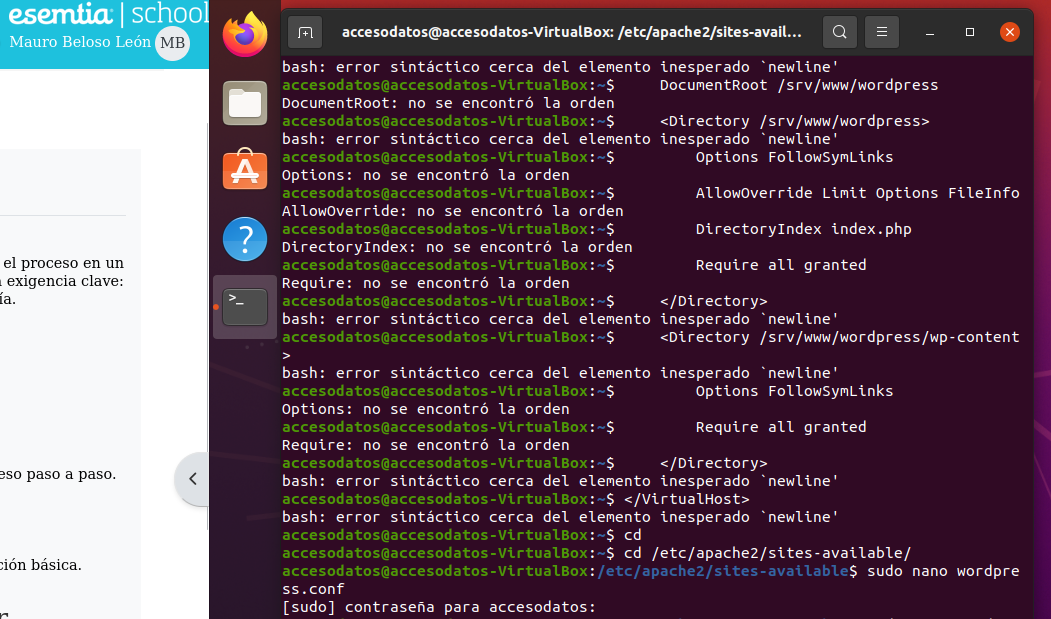 esemtia | school
Mauro Beloso León MB
el proceso en un
exigencia clave:
ía.
eso paso a paso.
ción básica.
accesodatos@accesodatos-VirtualBox: /etc/apache2/sites-avail...
bash: error sintáctico cerca del elemento inesperado `newline'
accesodatos@accesodatos-VirtualBox:~$     DocumentRoot /srv/www/wordpress
DocumentRoot: no se encontró la orden
accesodatos@accesodatos-VirtualBox:~$     <Directory /srv/www/wordpress>
bash: error sintáctico cerca del elemento inesperado `newline'
accesodatos@accesodatos-VirtualBox:~$         Options FollowSymLinks
Options: no se encontró la orden
accesodatos@accesodatos-VirtualBox:~$         AllowOverride Limit Options FileInfo
AllowOverride: no se encontró la orden
accesodatos@accesodatos-VirtualBox:~$         DirectoryIndex index.php
DirectoryIndex: no se encontró la orden
accesodatos@accesodatos-VirtualBox:~$         Require all granted
Require: no se encontró la orden
accesodatos@accesodatos-VirtualBox:~$     </Directory>
bash: error sintáctico cerca del elemento inesperado `newline'
accesodatos@accesodatos-VirtualBox:~$     <Directory /srv/www/wordpress/wp-content
>
bash: error sintáctico cerca del elemento inesperado `newline'
accesodatos@accesodatos-VirtualBox:~$         Options FollowSymLinks
Options: no se encontró la orden
accesodatos@accesodatos-VirtualBox:~$         Require all granted
Require: no se encontró la orden
accesodatos@accesodatos-VirtualBox:~$     </Directory>
bash: error sintáctico cerca del elemento inesperado `newline'
accesodatos@accesodatos-VirtualBox:~$ </VirtualHost>
bash: error sintáctico cerca del elemento inesperado `newline'
accesodatos@accesodatos-VirtualBox:~$ cd
accesodatos@accesodatos-VirtualBox:~$ cd /etc/apache2/sites-available/
accesodatos@accesodatos-VirtualBox:/etc/apache2/sites-available$ sudo nano wordpre
ss.conf
[sudo] contraseña para accesodatos: